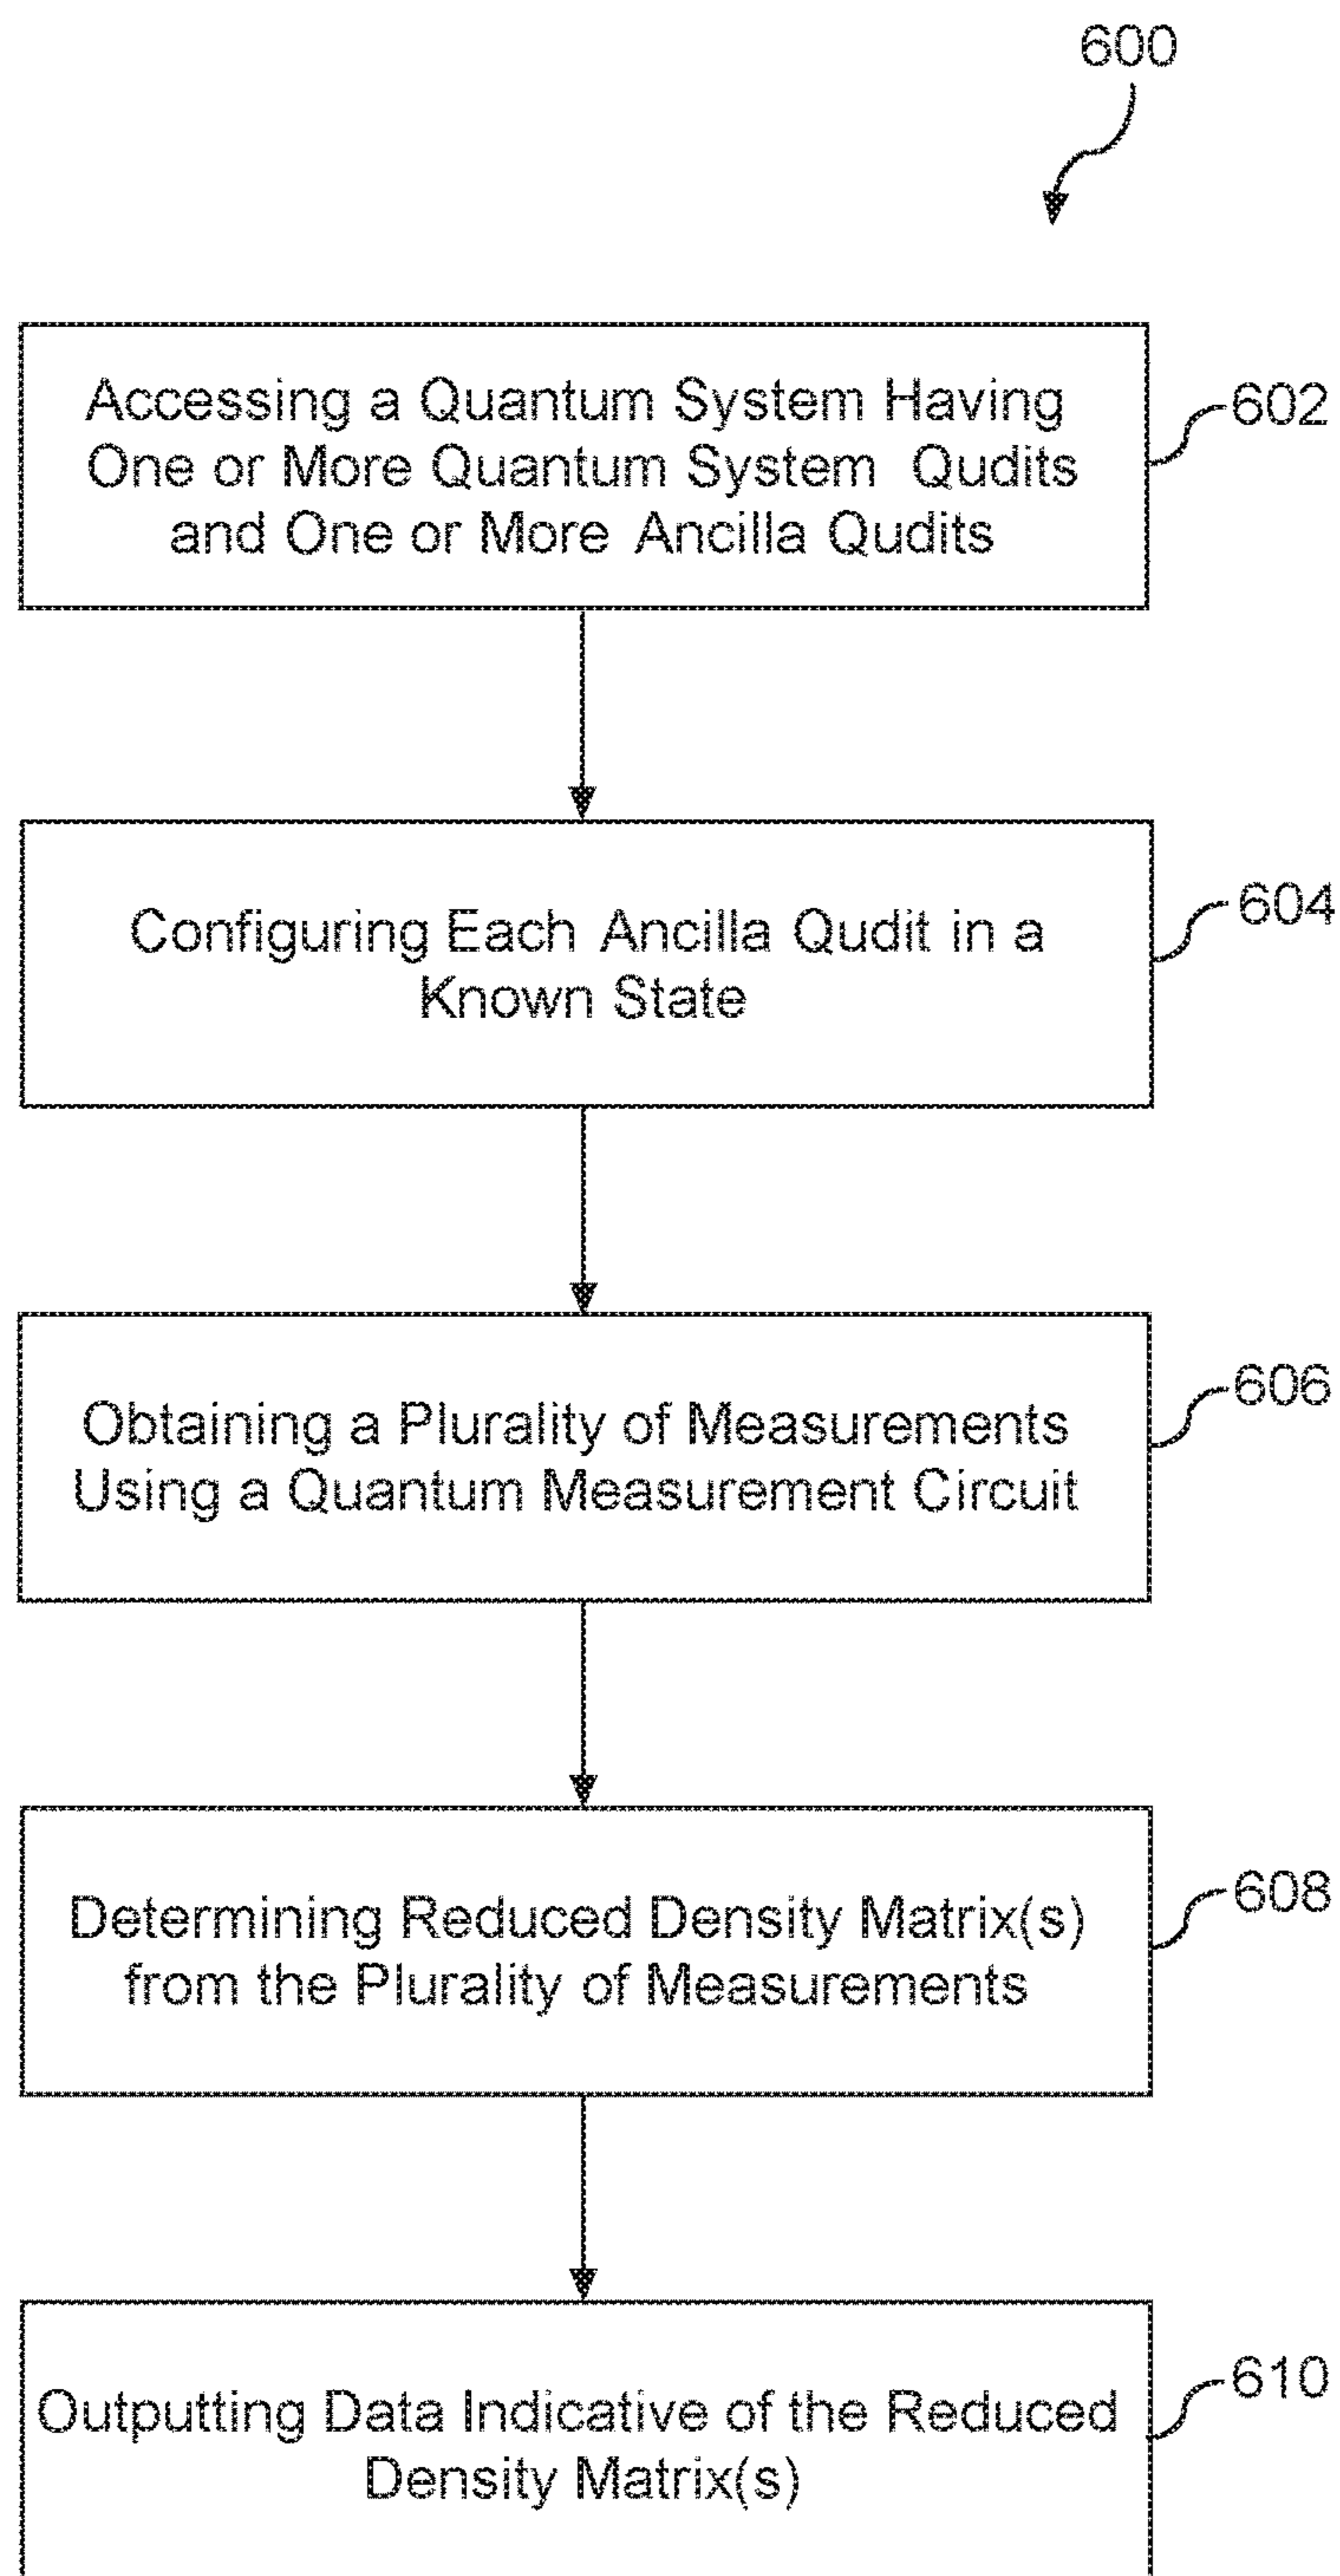 600
Accessing a Quantum System Having
One or More Quantum System Qudits
and One or More Ancilla Qudits
602
Configuring Each Ancilla Qudit in a
Known State
604
Obtaining a Plurality of Measurements
Using a Quantum Measurement Circuit
606
Determining Reduced Density Matrix(s)
from the Plurality of Measurements
608
Outputting Data Indicative of the Reduced
Density Matrix(s)
610